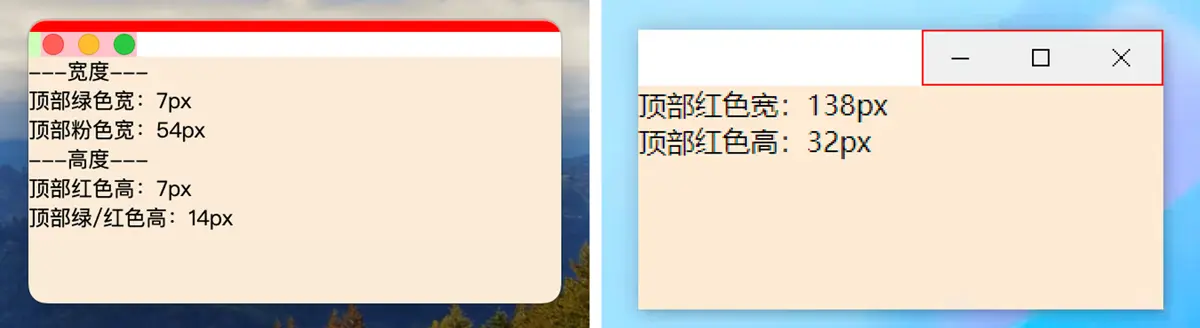 ---宽度---
顶部绿色宽：7px
顶部粉色宽：54px
---高度---
顶部红色高：7px
顶部绿/红色高：14px
顶部红色宽：138px
顶部红色高：32px